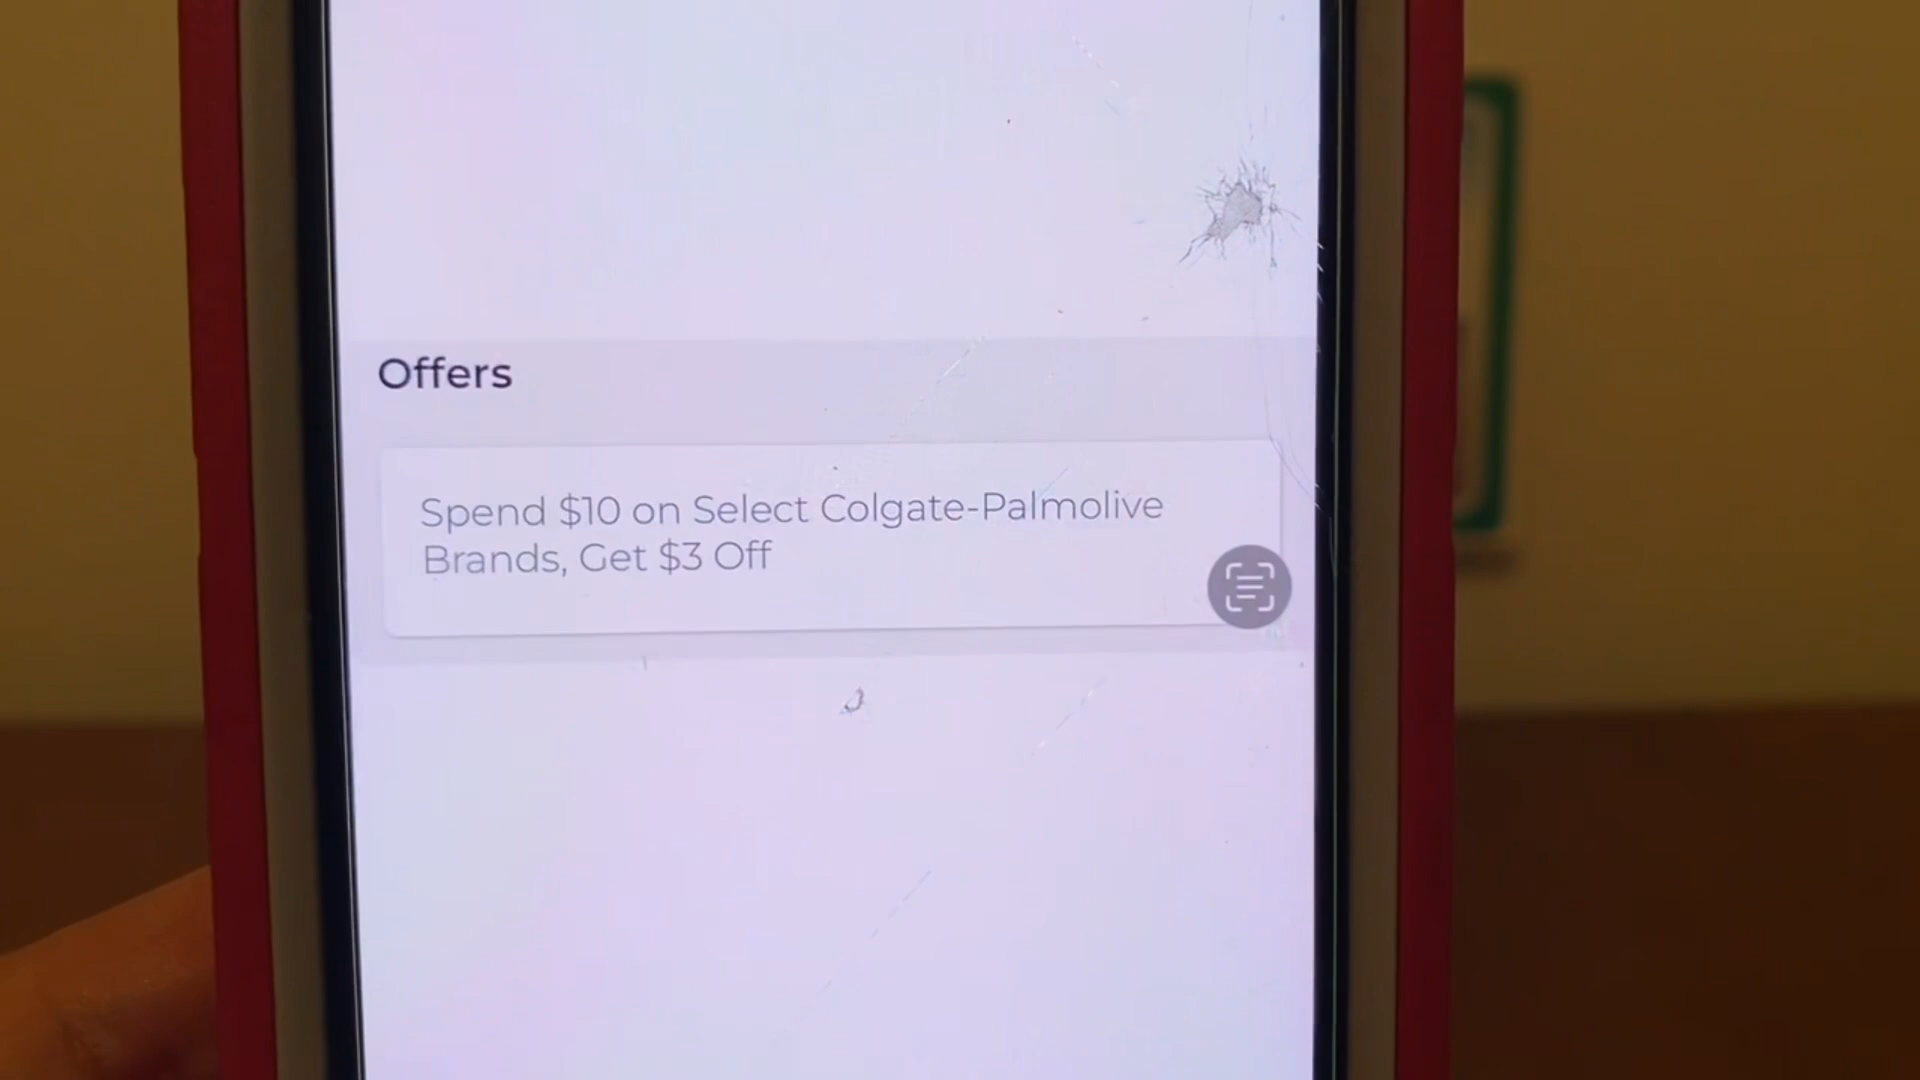 Offers
Spend $10 on Select Colgate-Palmolive
Brands, Get $3 Off